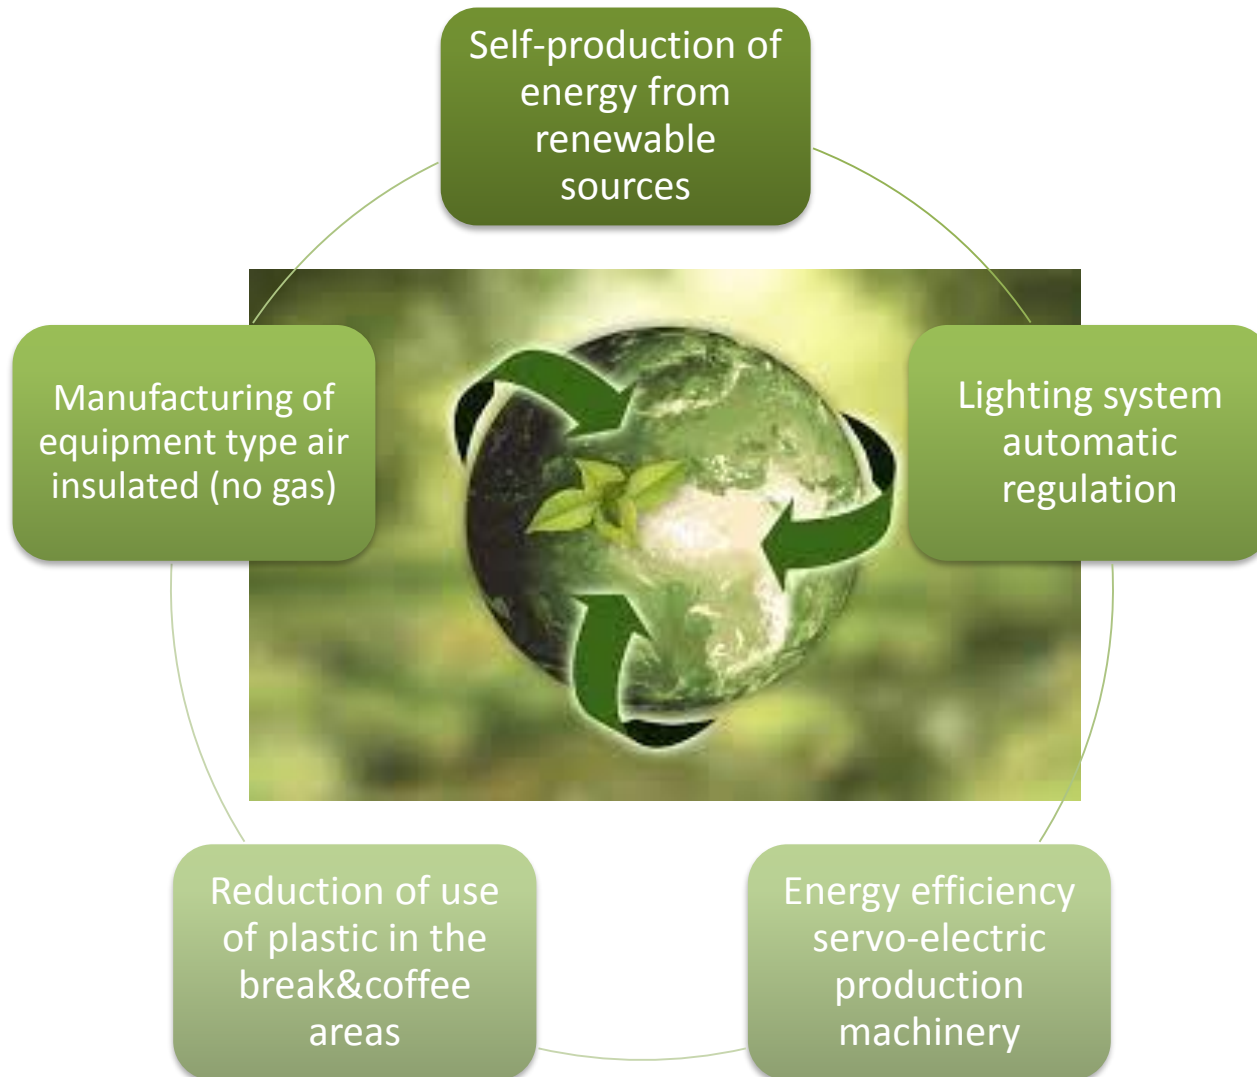 Self-production of
energy from
renewable
sources
Manufacturing of
equipment type air
insulated (no gas)
Lighting system
automatic
regulation
Reduction of use
of plastic in the
break&coffee
areas
Energy efficiency
servo-electric
production
machinery